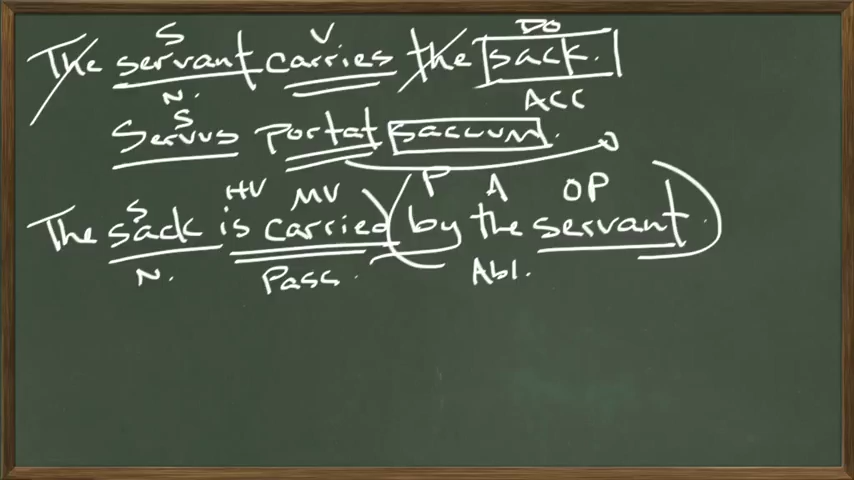 S V DO
The servant carries the sack.
N. ACC
S
Servus portat saccum.
S HV MV P A OP
The sack is carried (by the servant).
N. Pass. Abl.